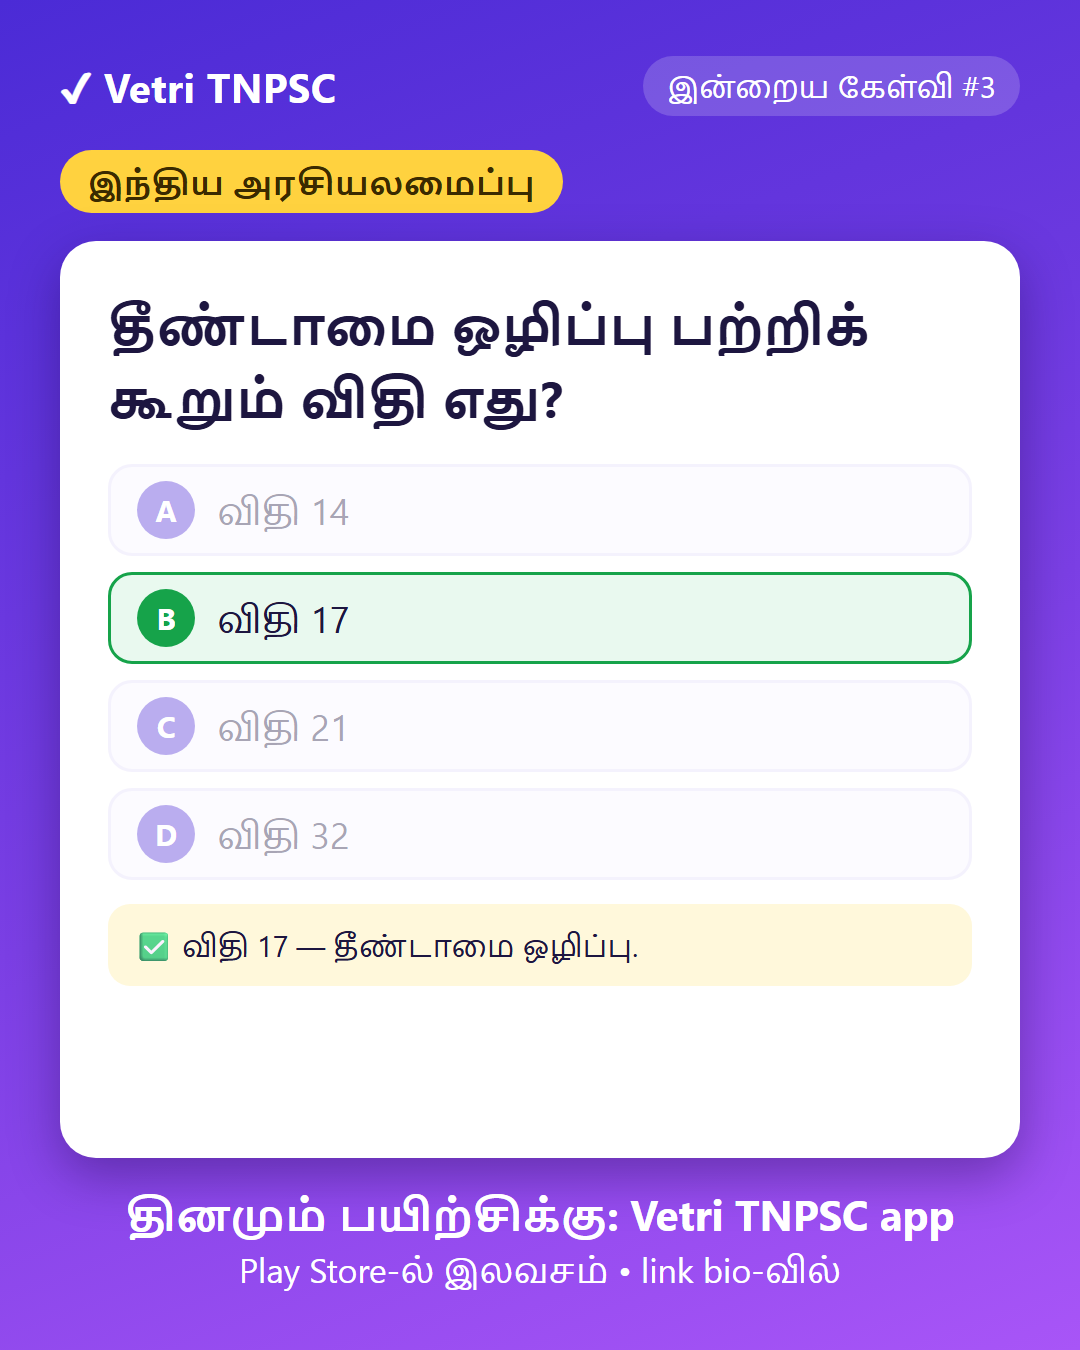 ✔ Vetri TNPSC
இன்றைய கேள்வி #3
இந்திய அரசியலமைப்பு
தீண்டாமை ஒழிப்பு பற்றிக்
கூறும் விதி எது?
A விதி 14
B விதி 17
C விதி 21
D விதி 32
✅ விதி 17 — தீண்டாமை ஒழிப்பு.
தினமும் பயிற்சிக்கு: Vetri TNPSC app
Play Store-ல் இலவசம் • link bio-வில்